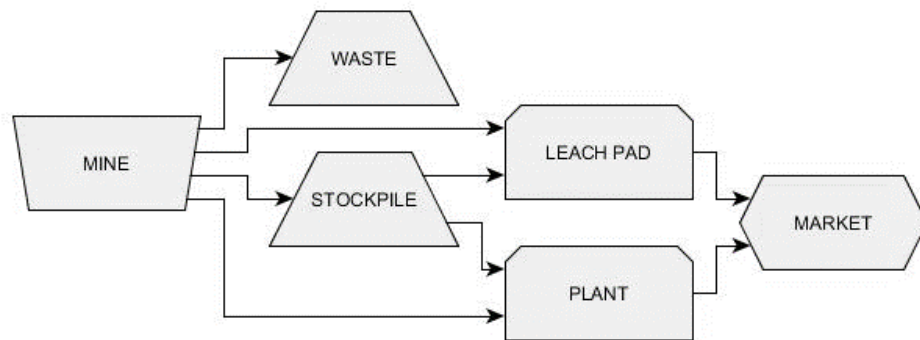 WASTE
MINE
LEACH PAD
STOCKPILE
MARKET
PLANT